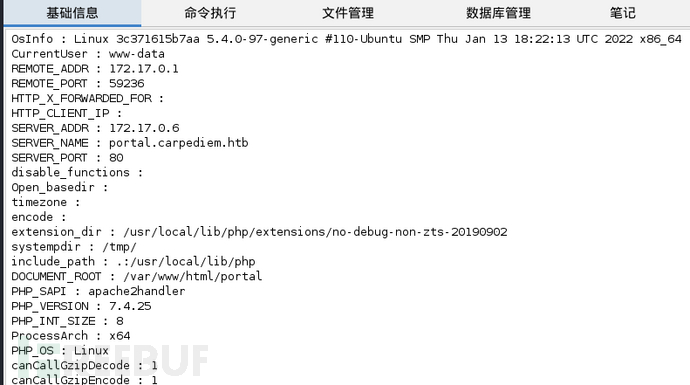 基础信息 命令执行 文件管理 数据库管理 笔记
OsInfo : Linux 3c371615b7aa 5.4.0-97-generic #110-Ubuntu SMP Thu Jan 13 18:22:13 UTC 2022 x86_64
CurrentUser : www-data
REMOTE_ADDR : 172.17.0.1
REMOTE_PORT : 59236
HTTP_X_FORWARDED_FOR :
HTTP_CLIENT_IP :
SERVER_ADDR : 172.17.0.6
SERVER_NAME : portal.carpediem.htb
SERVER_PORT : 80
disable_functions :
Open_basedir :
timezone :
encode :
extension_dir : /usr/local/lib/php/extensions/no-debug-non-zts-20190902
systempdir : /tmp/
include_path : .:/usr/local/lib/php
DOCUMENT_ROOT : /var/www/html/portal
PHP_SAPI : apache2handler
PHP_VERSION : 7.4.25
PHP_INT_SIZE : 8
ProcessArch : x64
PHP_OS : Linux
canCallGzipDecode : 1
canCallGzipEncode : 1
FREEBUF